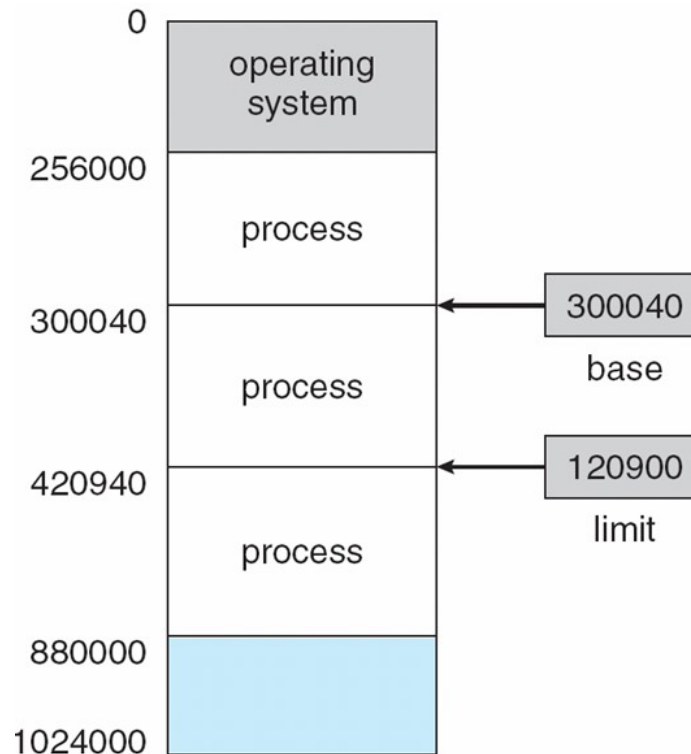 0
operating
system
256000
process
300040
300040
base
process
420940
120900
limit
process
880000
1024000